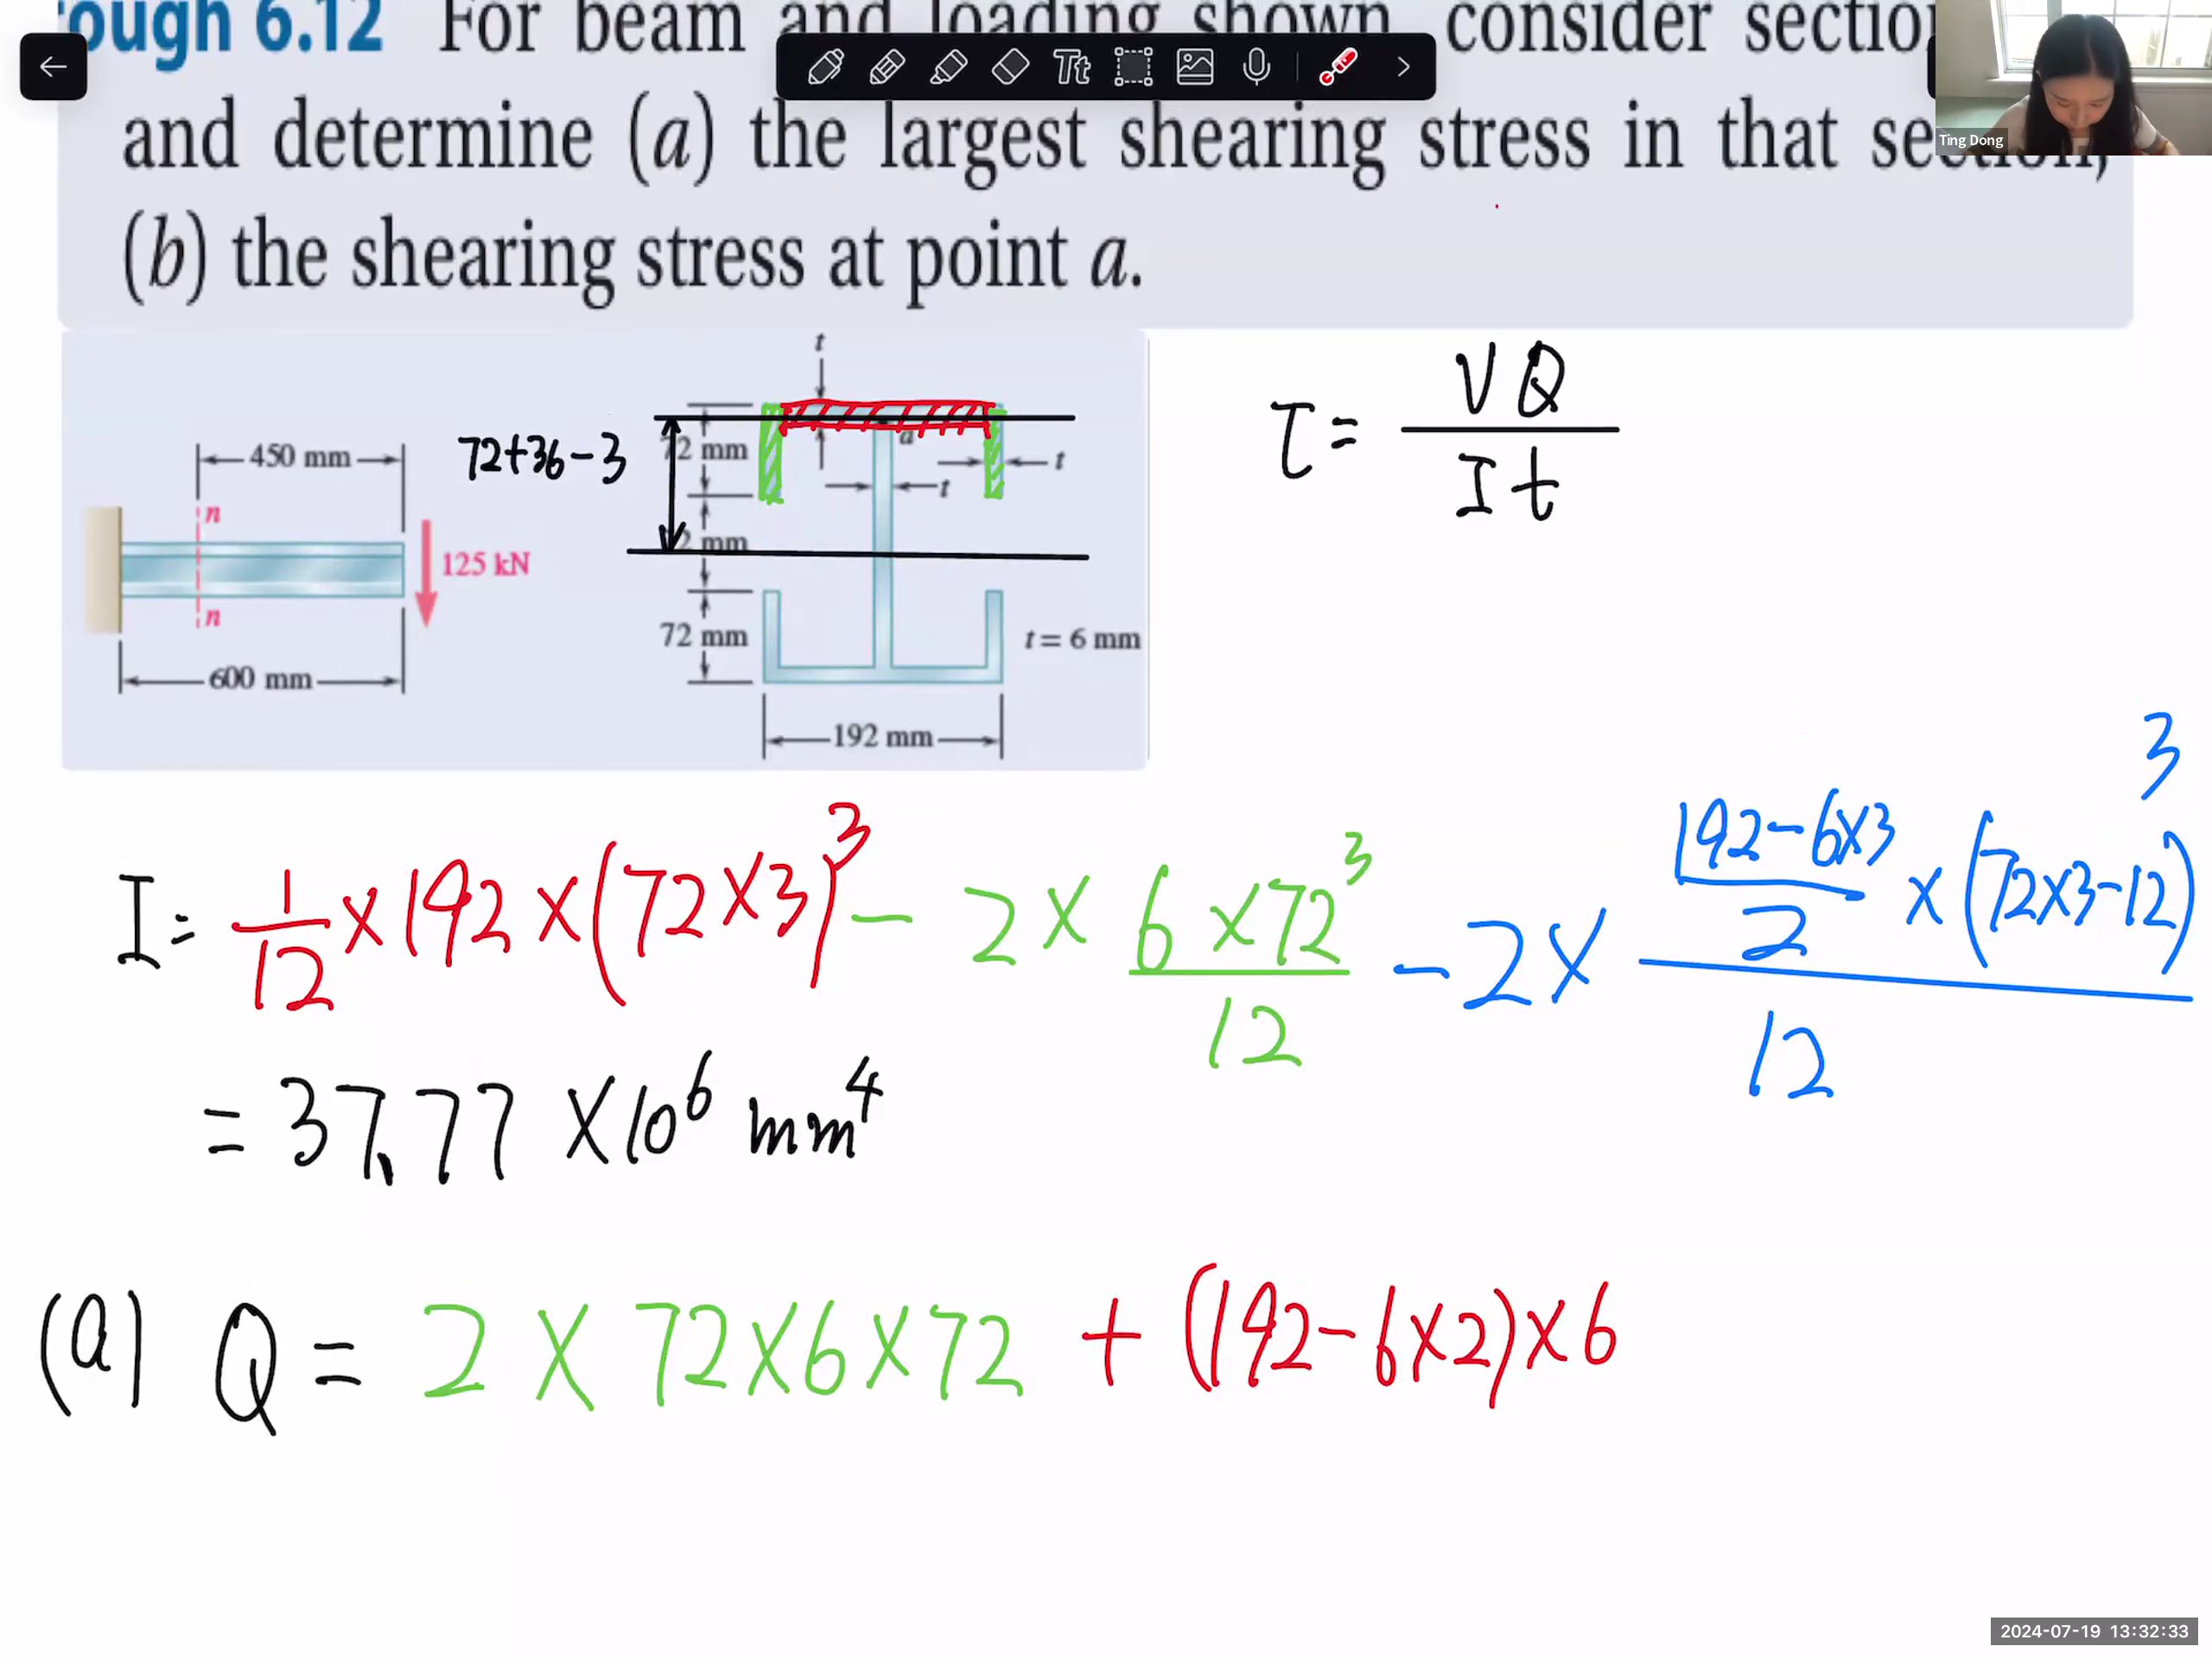 ough 6.12 For beam and loading shown, consider sectio
and determine (a) the largest shearing stress in that section,
(b) the shearing stress at point a.
Tt
Ting Dong
t
450 mm
72+36-3
72 mm
a
t
t
n
mm
125 kN
n
72 mm
t = 6 mm
600 mm
192 mm
τ = VQ / It
I = 1/12 × 192 × (72×3)³ - 2 × 6×72³/12 - 2 × (192-6×3)/2 × (72×3-12)³ / 12
= 37.77 × 10⁶ mm⁴
(a) Q = 2 × 72×6×72 + (192-6×2)×6
2024-07-19 13:32:33